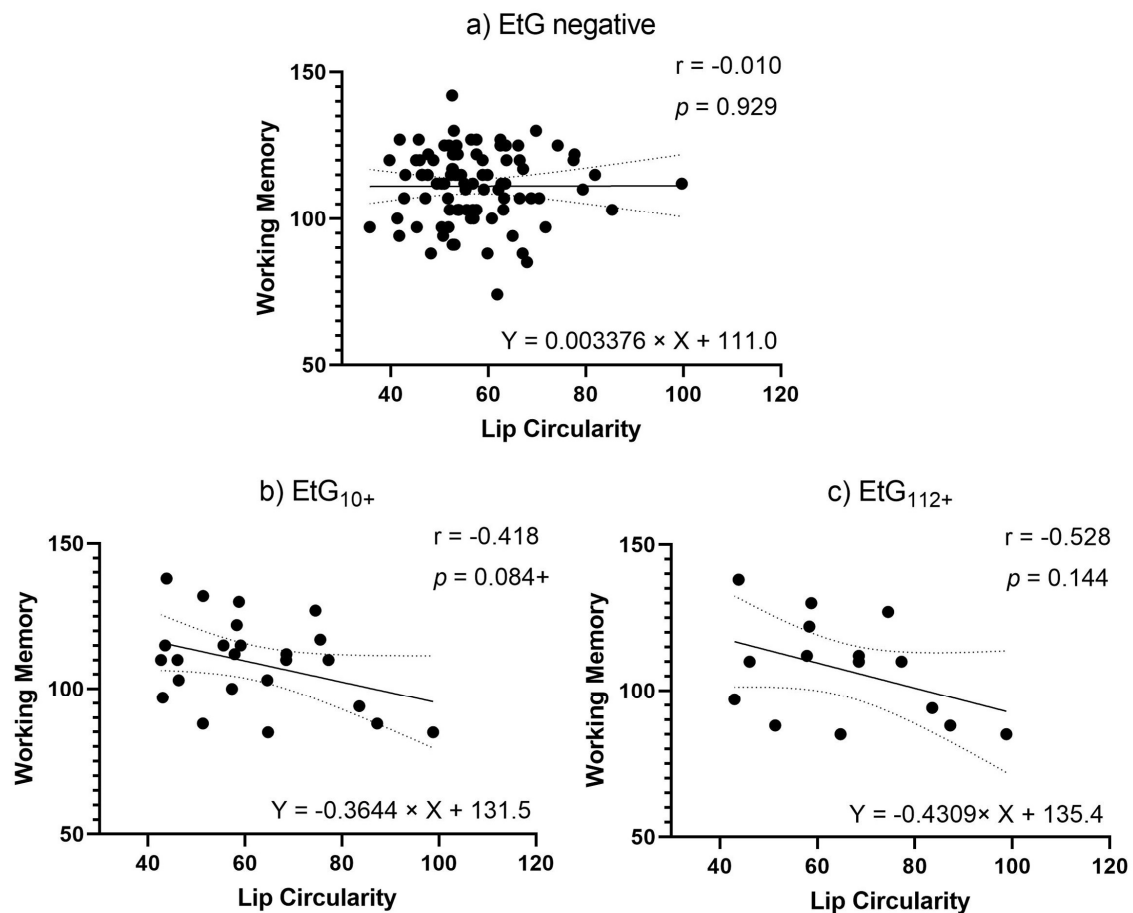 a) EtG negative
r = -0.010
p = 0.929
150
100
50
Working Memory
Y = 0.003376 × X + 111.0
40 60 80 100 120
Lip Circularity
b) EtG10+
r = -0.418
p = 0.084+
150
100
50
Working Memory
Y = -0.3644 × X + 131.5
40 60 80 100 120
Lip Circularity
c) EtG112+
r = -0.528
p = 0.144
150
100
50
Working Memory
Y = -0.4309× X + 135.4
40 60 80 100 120
Lip Circularity